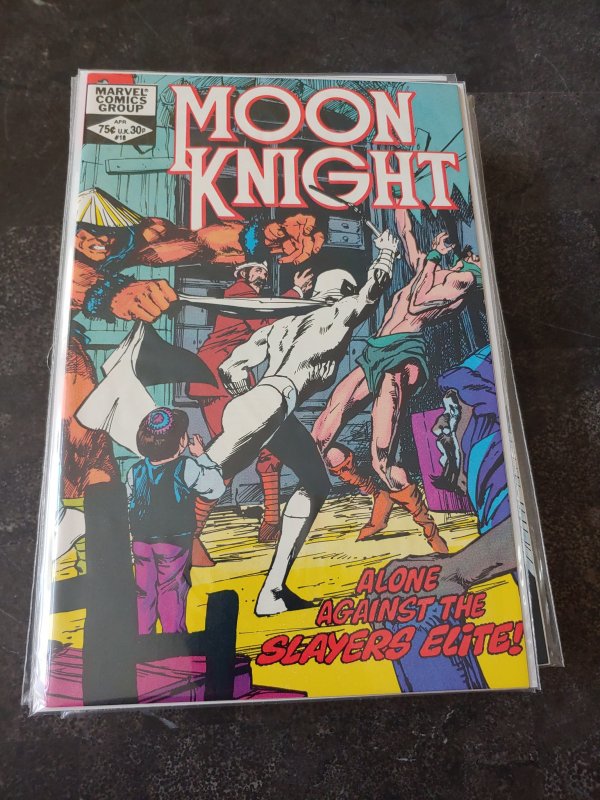 MARVEL
COMICS
GROUP
APR
75¢ U.K. 30p
#18
MOON
KNIGHT
ALONE
AGAINST THE
SLAYERS ELITE!